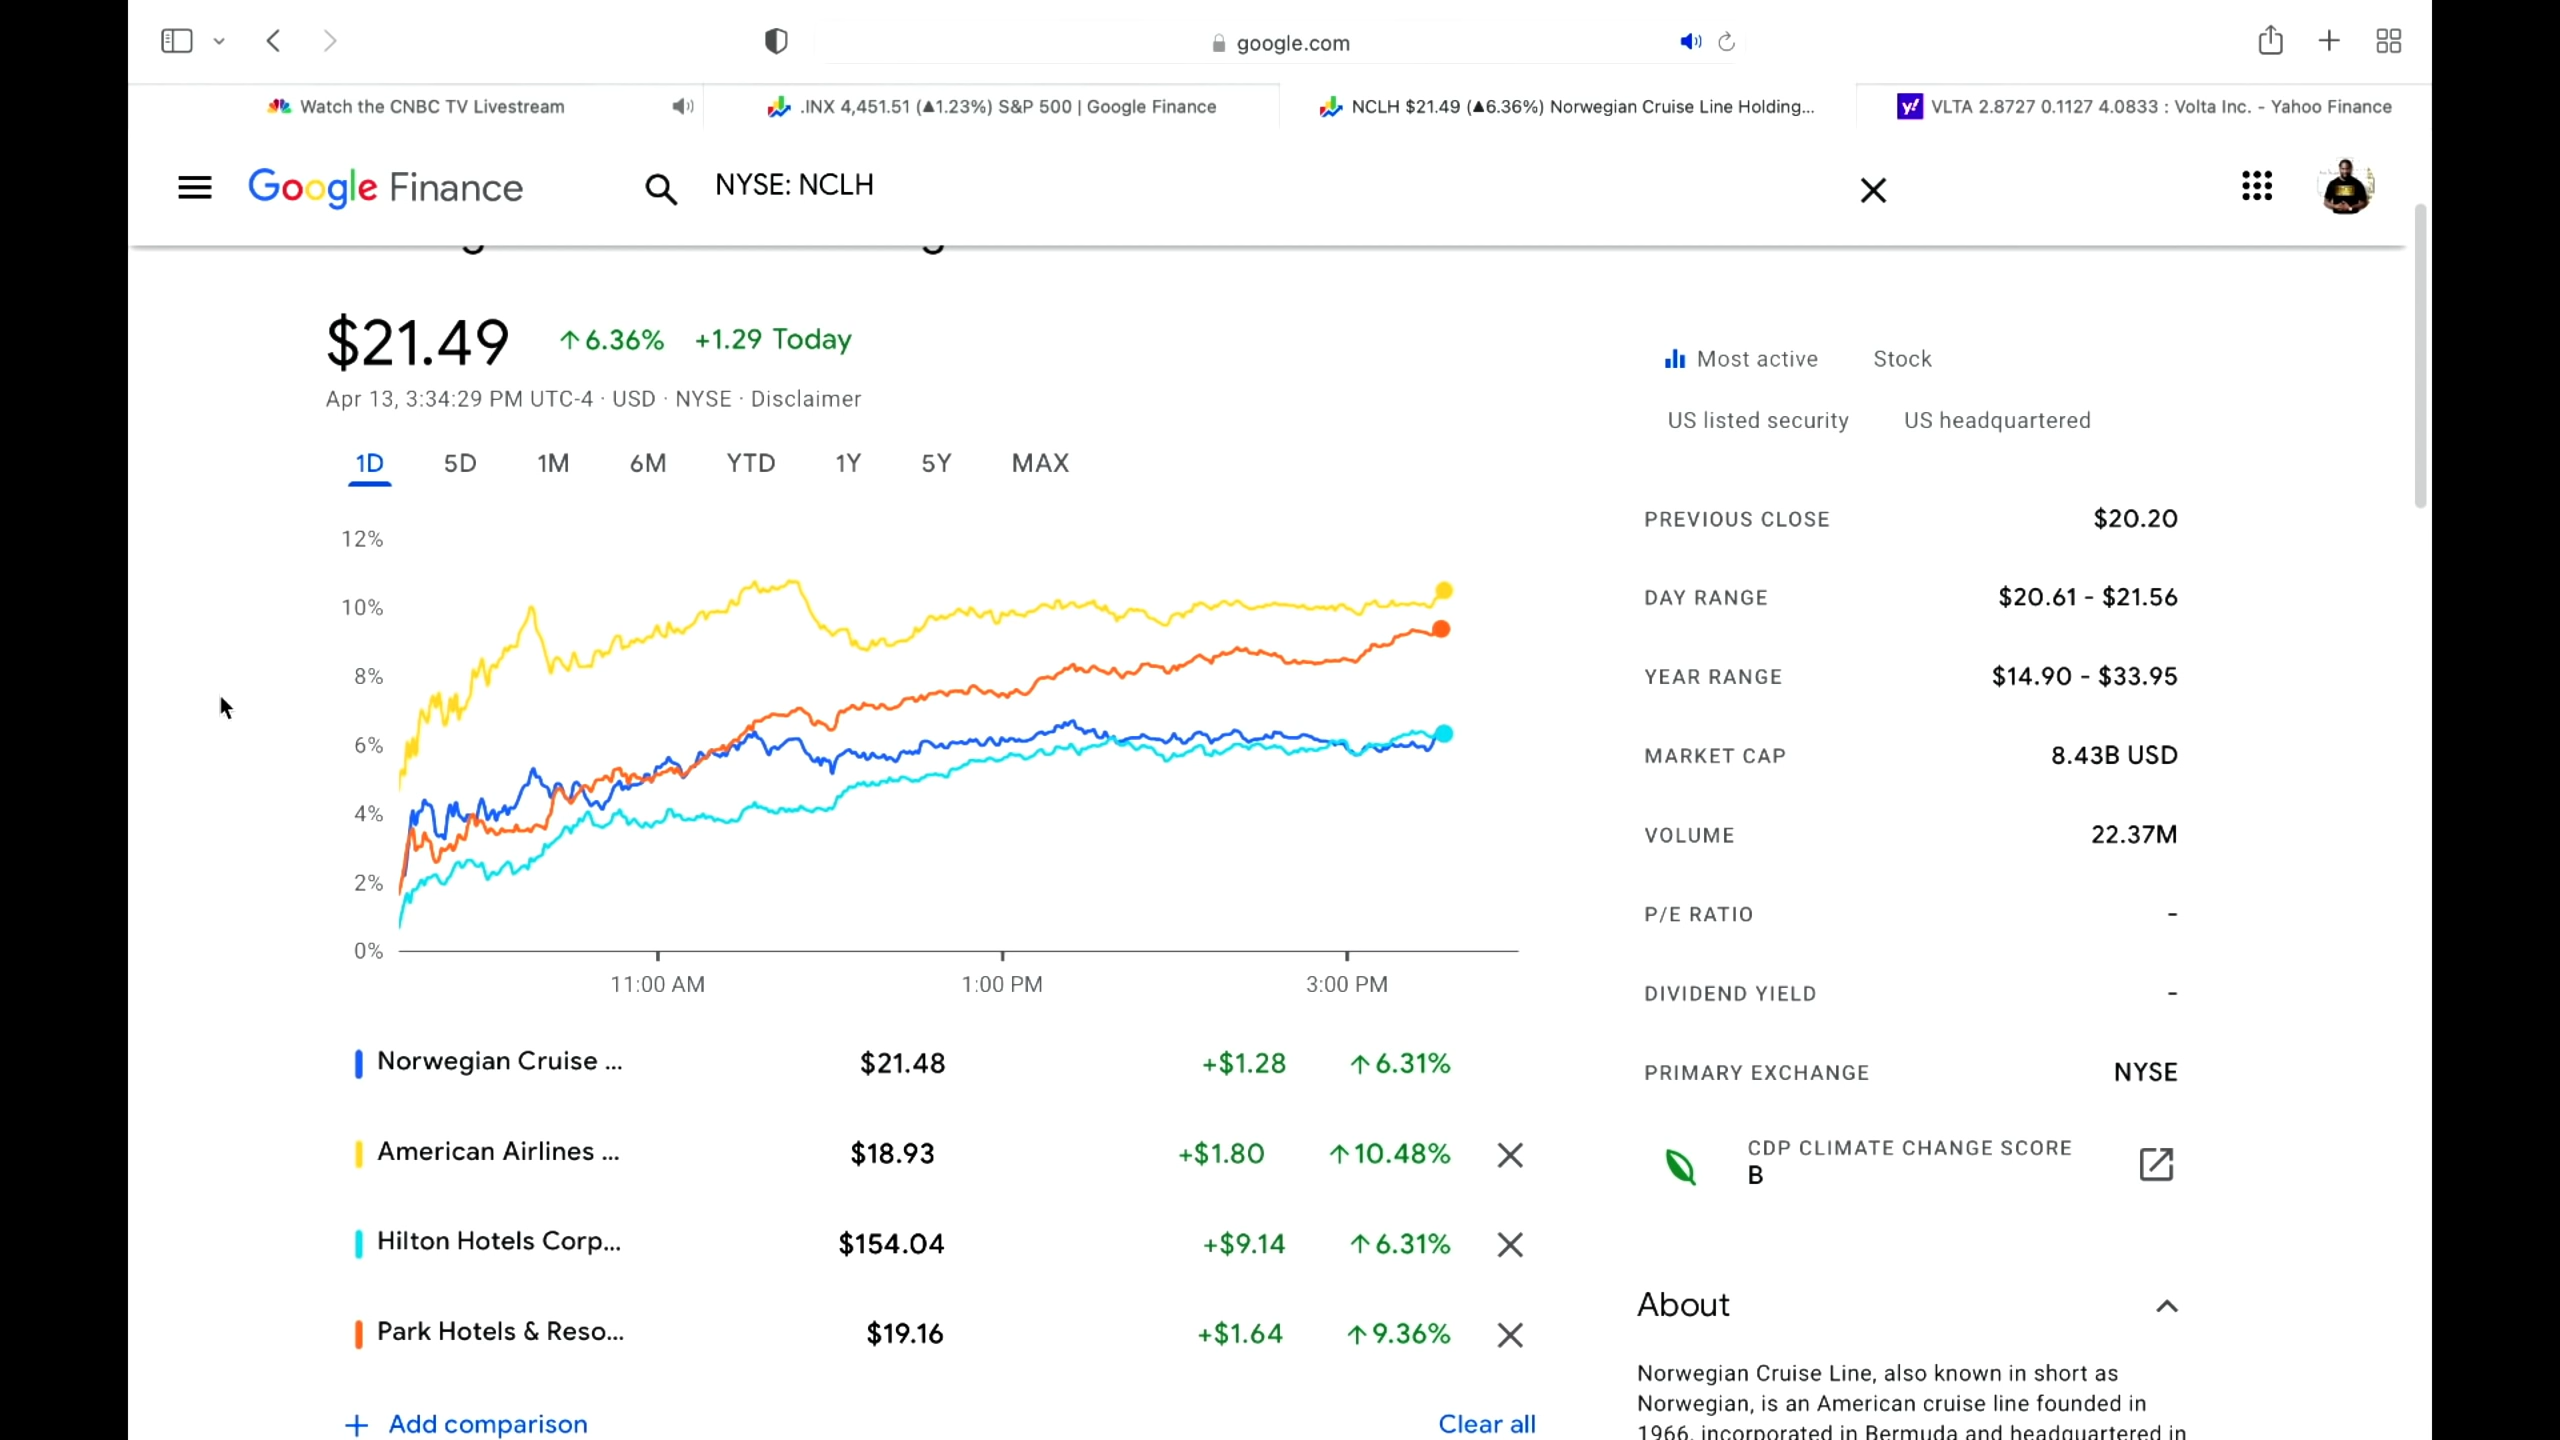 google.com
Watch the CNBC TV Livestream
.INX 4,451.51 (▲1.23%) S&P 500 | Google Finance
NCLH $21.49 (▲6.36%) Norwegian Cruise Line Holding...
VLTA 2.8727 0.1127 4.0833 : Volta Inc. - Yahoo Finance
Google Finance
NYSE: NCLH
$21.49 ↑6.36% +1.29 Today
Apr 13, 3:34:29 PM UTC-4 · USD · NYSE · Disclaimer
1D 5D 1M 6M YTD 1Y 5Y MAX
12%
10%
8%
6%
4%
2%
0%
11:00 AM 1:00 PM 3:00 PM
Norwegian Cruise ... $21.48 +$1.28 ↑6.31%
American Airlines ... $18.93 +$1.80 ↑10.48%
Hilton Hotels Corp... $154.04 +$9.14 ↑6.31%
Park Hotels & Reso... $19.16 +$1.64 ↑9.36%
+ Add comparison Clear all
Most active Stock
US listed security US headquartered
PREVIOUS CLOSE $20.20
DAY RANGE $20.61 - $21.56
YEAR RANGE $14.90 - $33.95
MARKET CAP 8.43B USD
VOLUME 22.37M
P/E RATIO -
DIVIDEND YIELD -
PRIMARY EXCHANGE NYSE
CDP CLIMATE CHANGE SCORE
B
About
Norwegian Cruise Line, also known in short as
Norwegian, is an American cruise line founded in
1966, incorporated in Bermuda and headquartered in